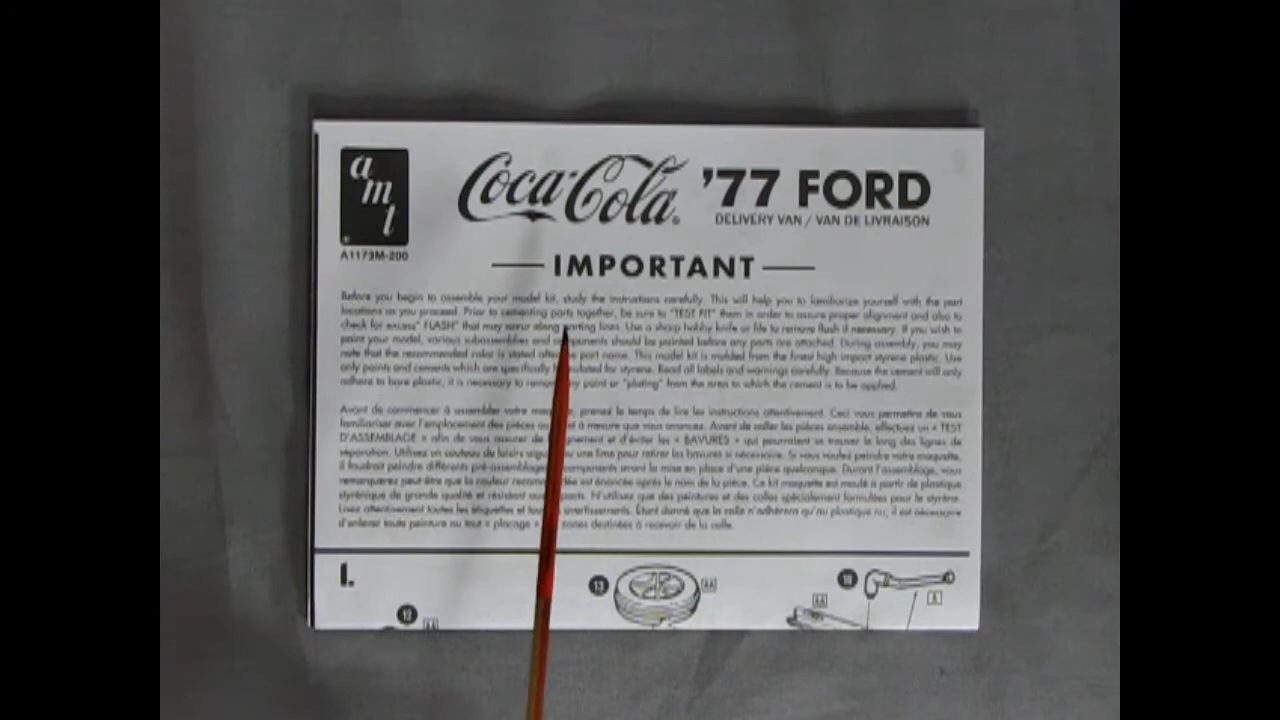 amt
A1173M-200
Coca-Cola ® '77 FORD
DELIVERY VAN / VAN DE LIVRAISON
IMPORTANT
Before you begin to assemble your model kit, study the instructions carefully. This will help you to familiarize yourself with the part
locations as you proceed. Prior to cementing parts together, be sure to "TEST FIT" them in order to assure proper alignment and also to
check for excess" FLASH" that may occur along parting lines. Use a sharp hobby knife or file to remove flash if necessary. If you wish to
paint your model, various subassemblies and components should be painted before any parts are attached. During assembly, you may
note that the recommended color is stated after part name. This model kit is molded from the finest high impact styrene plastic. Use
only paints and cements which are specifically for styrene. Read all labels and warnings carefully. Because the cement will only
adhere to bare plastic, it is necessary to remove any paint or "plating" from the area to which the cement is to be applied.
Avant de commencer à assembler votre prenez le temps de lire les instructions attentivement. Ceci vous permettra de vous
familiariser avec l'emplacement des pièces à mesure que vous avancez. Avant de coller les pièces ensemble, effectuez un « TEST
D'ASSEMBLAGE » afin de vous assurer de et d'éviter les « BAVURES » qui pourraient se trouver le long des lignes de
séparation. Utilisez un couteau de loisirs ou une lime pour retirer les bavures si nécessaire. Si vous voulez peindre votre maquette,
il faudrait peindre différents pré-assemblages composants avant la mise en place d'une pièce quelconque. Durant l'assemblage, vous
remarquerez peut-être que la couleur est énoncée après le nom de la pièce. Ce kit maquette est moulé à partir de plastique
styrénique de grande qualité et résistant aux N'utilisez que des peintures et des colles spécialement formulées pour le styrène.
Lisez attentivement toutes les étiquettes et tous avertissements. Étant donné que la colle n'adhérera qu'au plastique nu, il est nécessaire
d'enlever toute peinture ou tout « placage » zones destinées à recevoir de la colle.
1.
13 AA
18 A
AA
12 AA